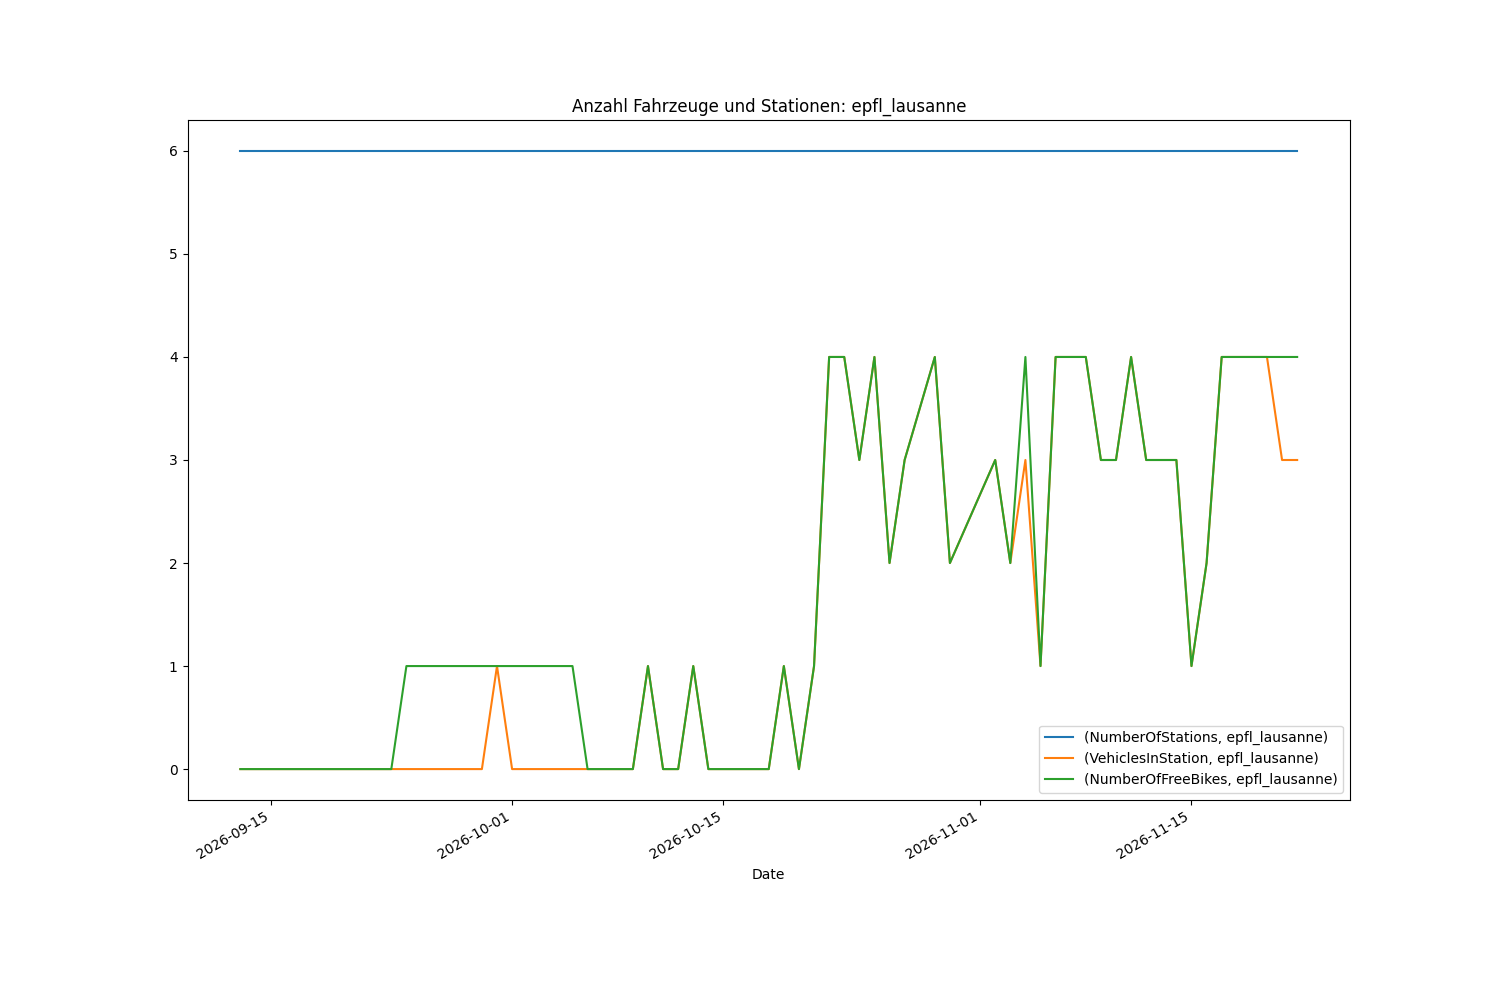 Anzahl Fahrzeuge und Stationen: epfl_lausanne
6
5
4
3
2
1
0
(NumberOfStations, epfl_lausanne)
(VehiclesInStation, epfl_lausanne)
(NumberOfFreeBikes, epfl_lausanne)
2026-09-15
2026-10-01
2026-10-15
2026-11-01
2026-11-15
Date